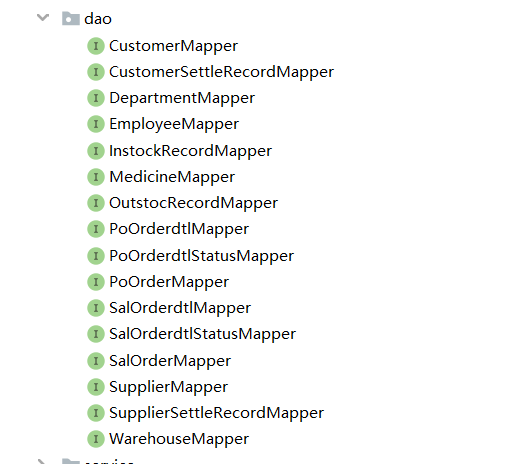 dao
I CustomerMapper
I CustomerSettleRecordMapper
I DepartmentMapper
I EmployeeMapper
I InstockRecordMapper
I MedicineMapper
I OutstocRecordMapper
I PoOrderdtlMapper
I PoOrderdtlStatusMapper
I PoOrderMapper
I SalOrderdtlMapper
I SalOrderdtlStatusMapper
I SalOrderMapper
I SupplierMapper
I SupplierSettleRecordMapper
I WarehouseMapper